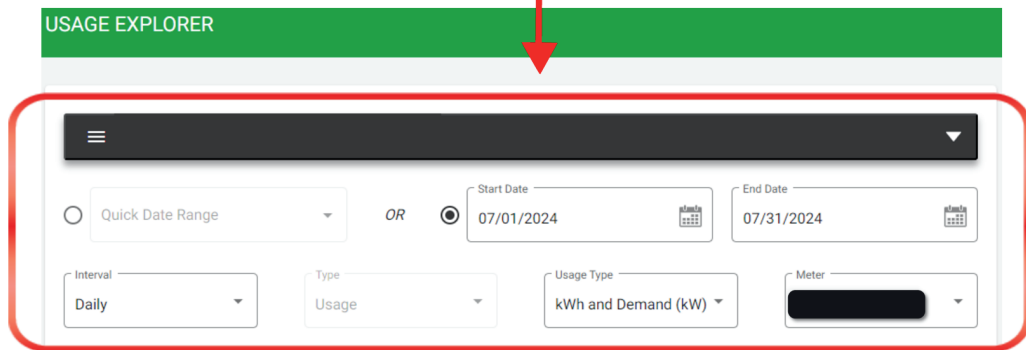 USAGE EXPLORER
Quick Date Range
OR
Start Date
07/01/2024
End Date
07/31/2024
Interval
Daily
Type
Usage
Usage Type
kWh and Demand (kW)
Meter